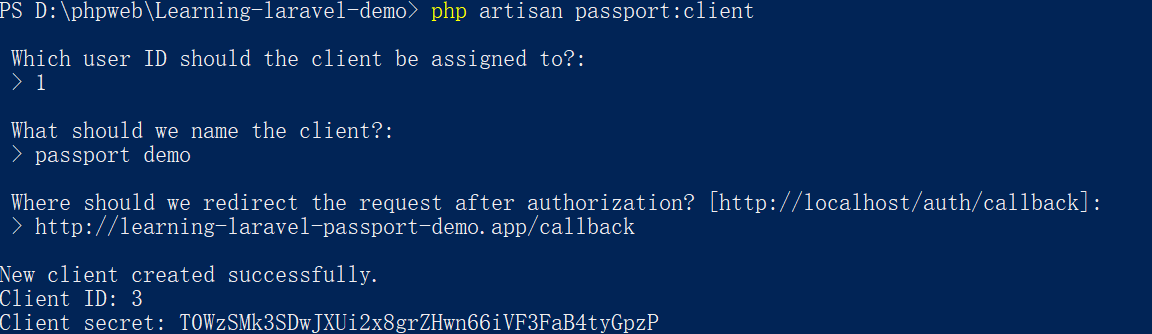 PS D:\phpweb\Learning-laravel-demo> php artisan passport:client
Which user ID should the client be assigned to?:
> 1
What should we name the client?:
> passport demo
Where should we redirect the request after authorization? [http://localhost/auth/callback]:
> http://learning-laravel-passport-demo.app/callback
New client created successfully.
Client ID: 3
Client secret: TOWzSMk3SDwJXUi2x8grZHwn66iVF3FaB4tyGpzP